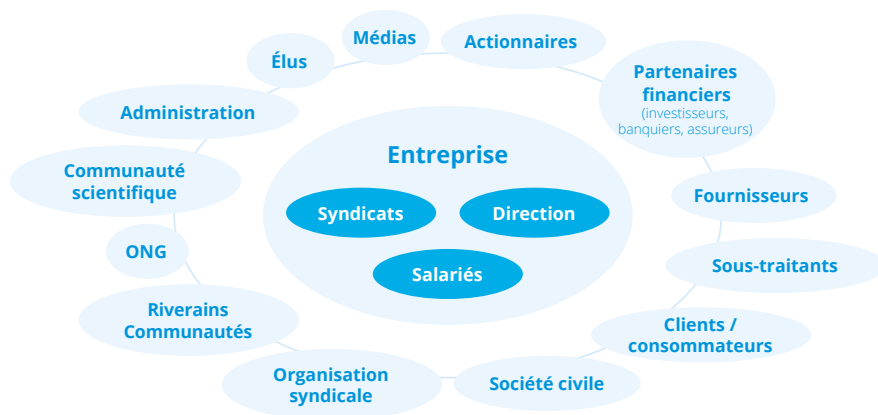 Médias
Actionnaires
Élus
Partenaires
financiers
(investisseurs,
banquiers, assureurs)
Administration
Entreprise
Communauté
scientifique
Fournisseurs
Syndicats
Direction
ONG
Sous-traitants
Salariés
Riverains
Communautés
Clients /
consommateurs
Organisation
syndicale
Société civile